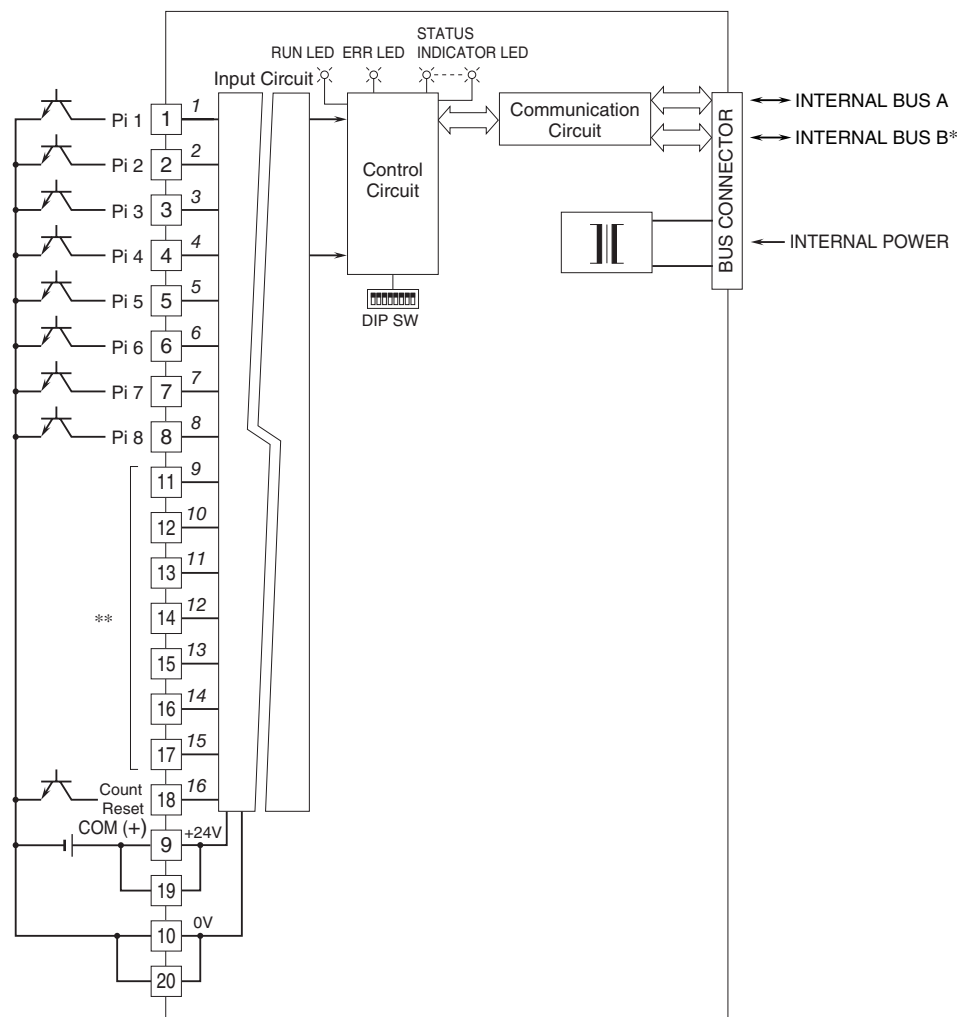 STATUS
RUN LED ERR LED INDICATOR LED
Input Circuit
Pi 1 1 1
Pi 2 2 2
Pi 3 3 3
Pi 4 4 4
Pi 5 5 5
Pi 6 6 6
Pi 7 7 7
Pi 8 8 8
11 9
12 10
13 11
** 14 12
15 13
16 14
17 15
Count
Reset 18 16
COM (+) 9 +24V
19
10 0V
20
Control
Circuit
DIP SW
Communication
Circuit
BUS CONNECTOR
INTERNAL BUS A
INTERNAL BUS B*
INTERNAL POWER